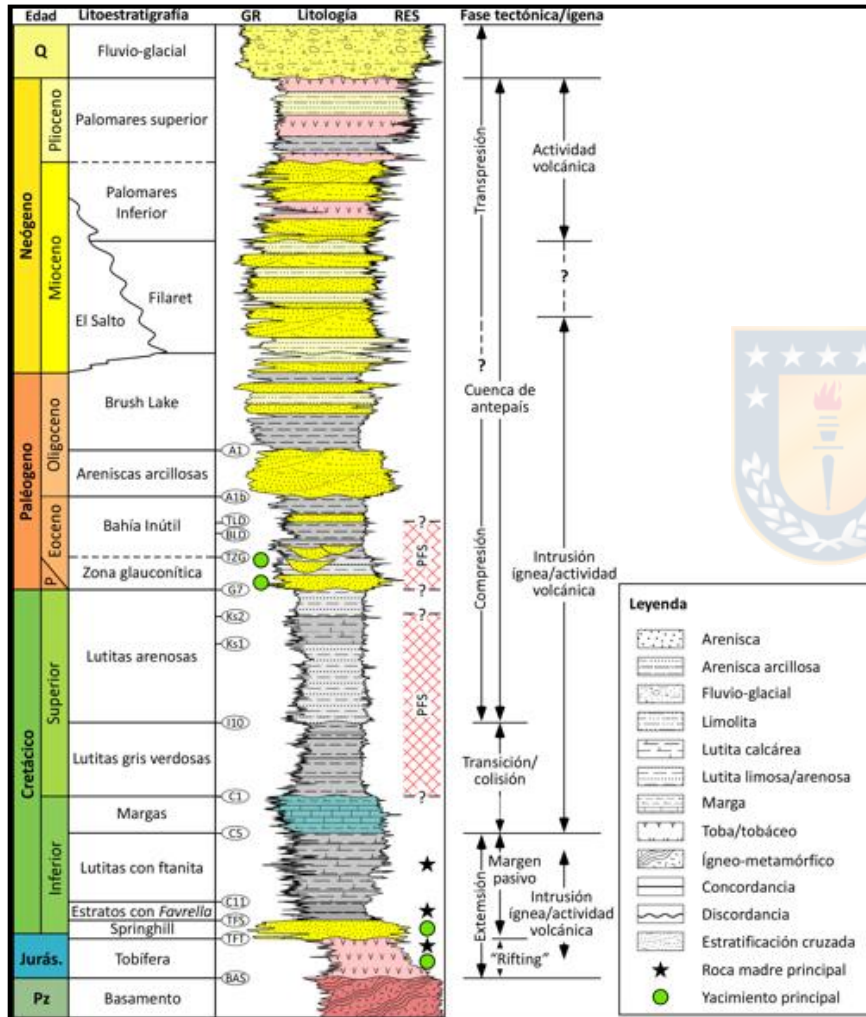 Edad Litoestratigrafía GR Litología RES Fase tectónica/ígena
Q
Fluvio-glacial
Neógeno
Plioceno
Palomares superior
Mioceno
Palomares
Inferior
El Salto
Filaret
Paléogeno
Oligoceno
Brush Lake
A1
Areniscas arcillosas
A1b
Eoceno
Bahía Inútil
TLD
BLD
TZG
P
Zona glauconítica
G7
Cretácico
Superior
Ks2
Ks1
Lutitas arenosas
I10
Lutitas gris verdosas
C1
Inferior
Margas
C5
Lutitas con ftanita
C11
Estratos con Favrella
TFS
Springhill
TFT
Jurás.
Tobífera
BAS
Pz
Basamento
?
PFS
?
?
PFS
?
Transpresión
?
Cuenca de
antepaís
Compresión
Transición/
colisión
Extemsión
Margen
pasivo
"Rifting"
Actividad
volcánica
?
Intrusión
ígnea/actividad
volcánica
Intrusión
ígnea/actividad
volcánica
Leyenda
Arenisca
Arenisca arcillosa
Fluvio-glacial
Limolita
Lutita calcárea
Lutita limosa/arenosa
Marga
Toba/tobáceo
Ígneo-metamórfico
Concordancia
Discordancia
Estratificación cruzada
Roca madre principal
Yacimiento principal